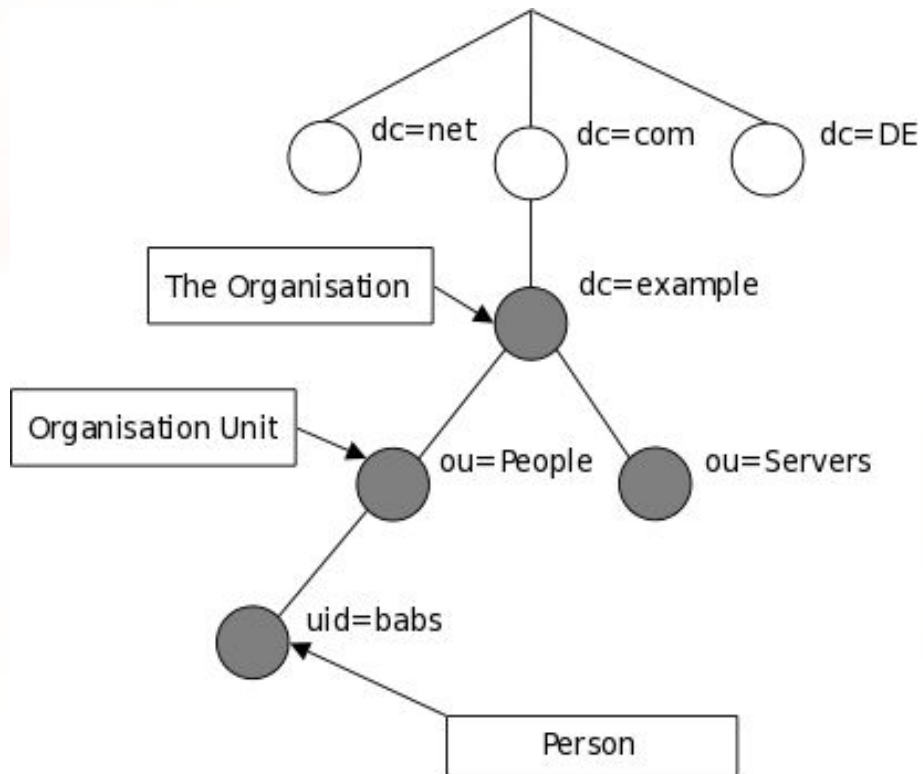 dc=net
dc=com
dc=DE
The Organisation
dc=example
Organisation Unit
ou=People
ou=Servers
uid=babs
Person